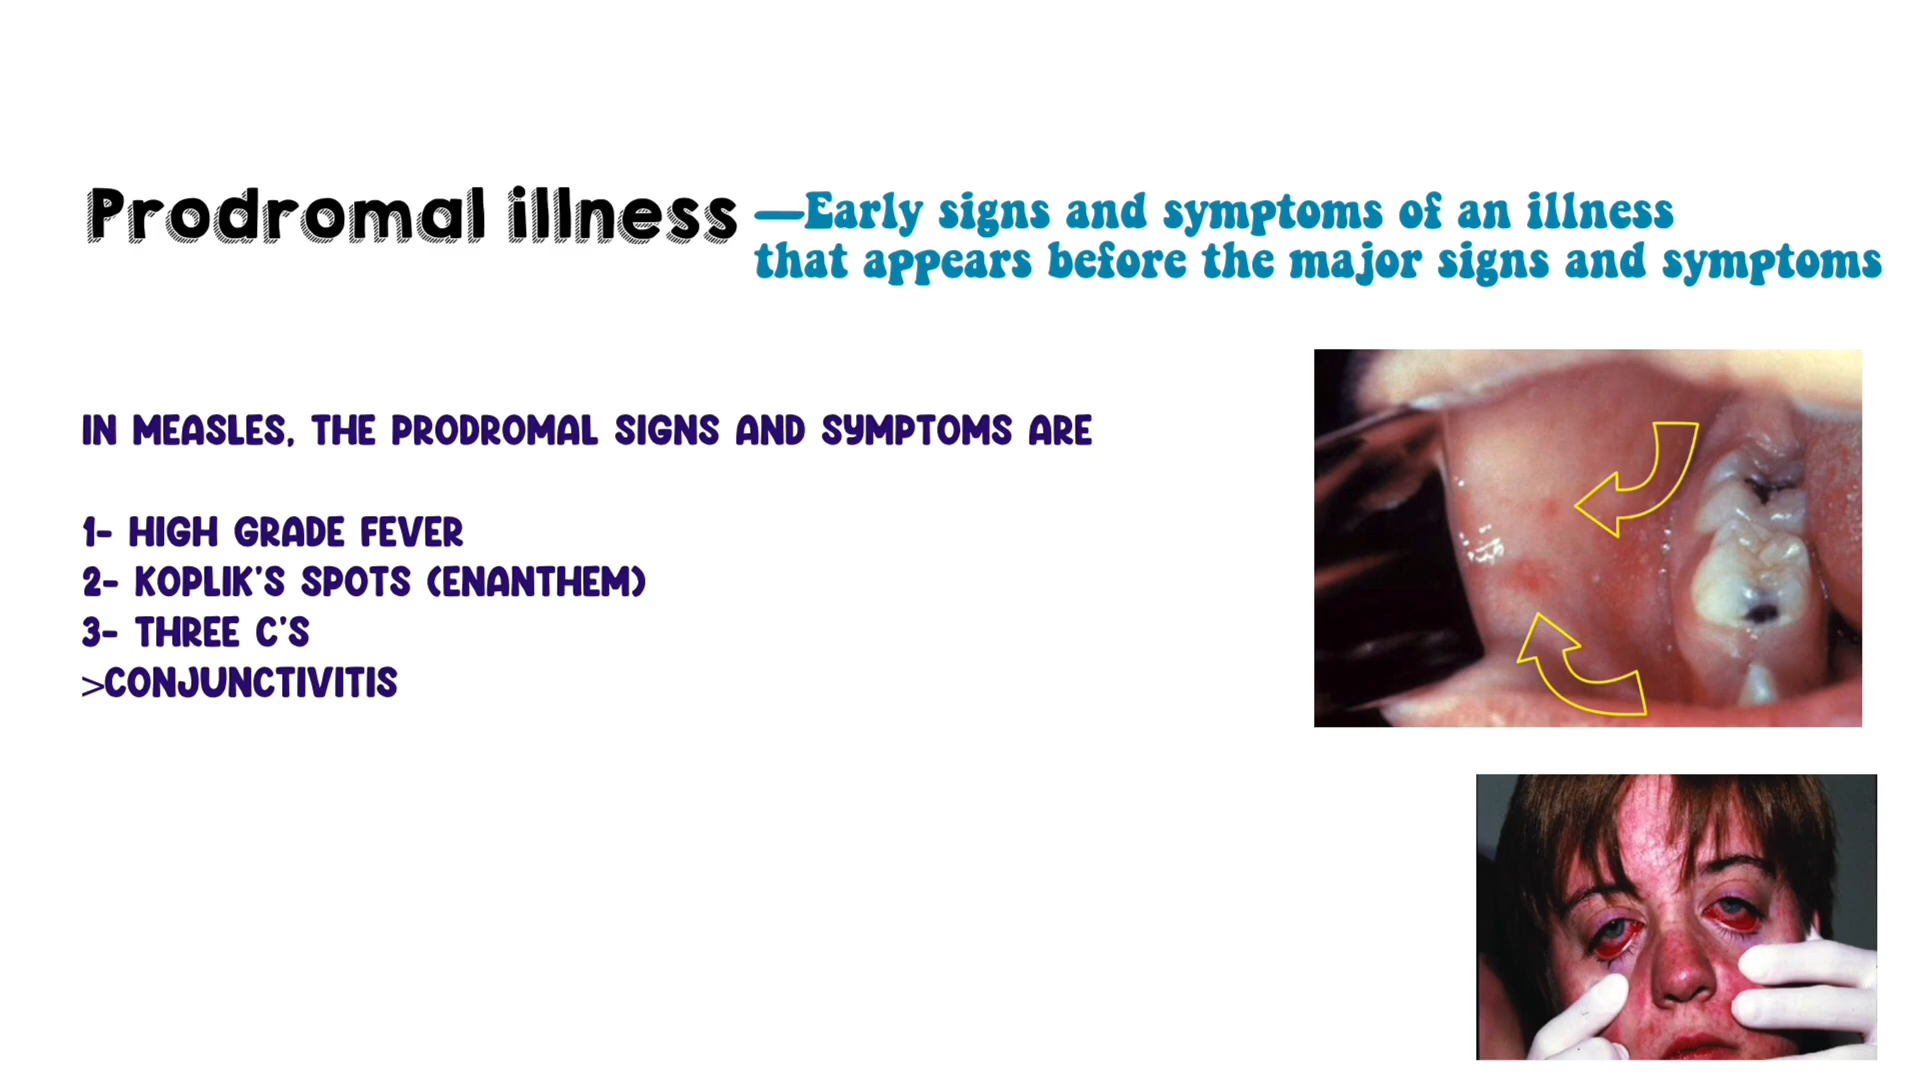 Prodromal illness —Early signs and symptoms of an illness
that appears before the major signs and symptoms
IN MEASLES, THE PRODROMAL SIGNS AND SYMPTOMS ARE
1- HIGH GRADE FEVER
2- KOPLIK'S SPOTS (ENANTHEM)
3- THREE C'S
>CONJUNCTIVITIS